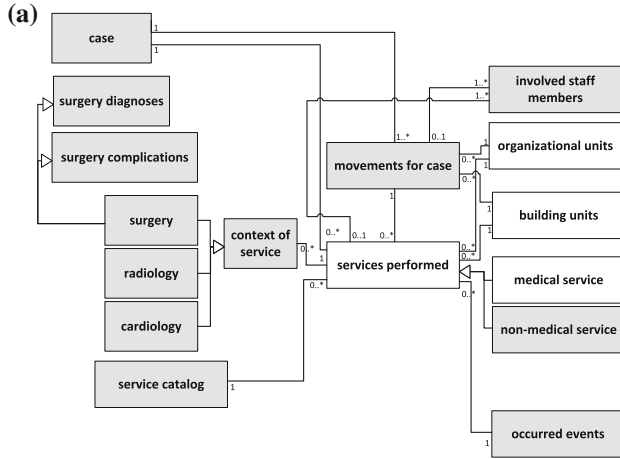 (a)
case
1
1
surgery diagnoses
surgery complications
surgery
radiology
cardiology
context of
service
0..*
1
service catalog
1
0..*
movements for case
1..*
0..1
0..*
0..*
1
services performed
0..*
0..1
0..*
0..*
0..*
0..*
involved staff
members
1..*
1..*
organizational units
1
1
building units
1
1
medical service
non-medical service
occurred events
1